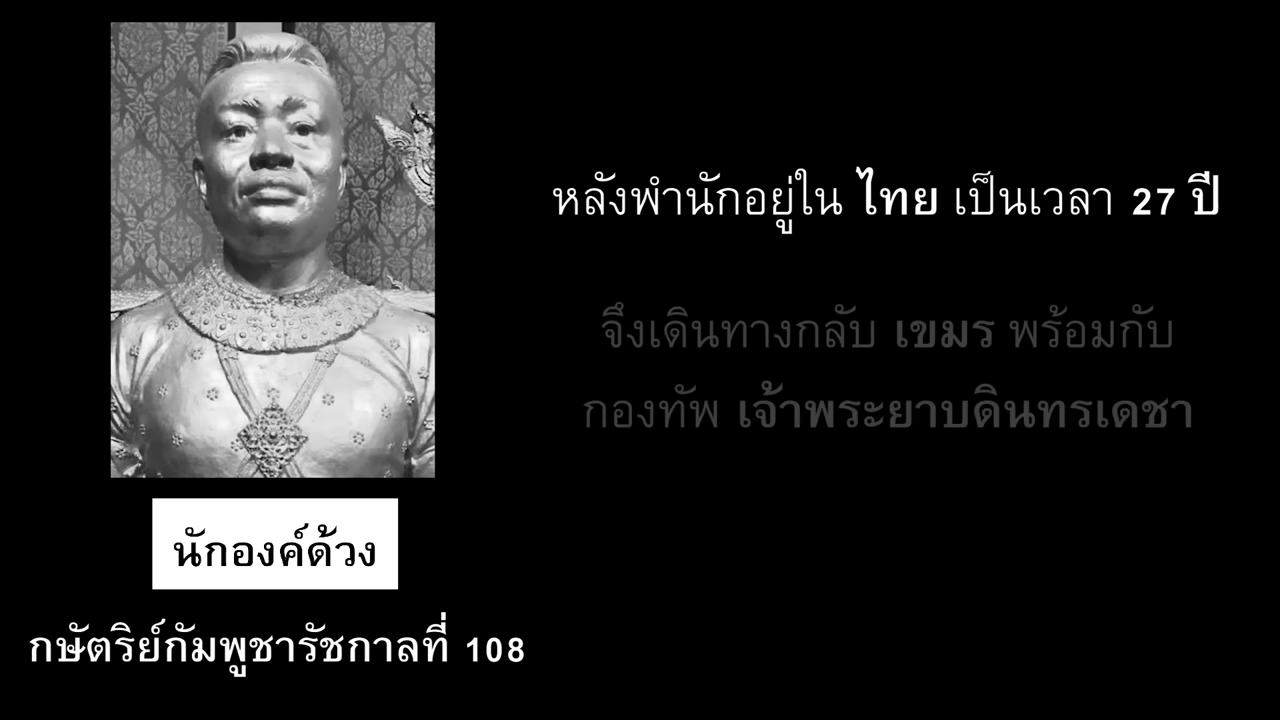 หลังพำนักอยู่ใน ไทย เป็นเวลา 27 ปี
จึงเดินทางกลับ เขมร พร้อมกับ
กองทัพ เจ้าพระยาบดินทรเดชา
นักองค์ด้วง
กษัตริย์กัมพูชารัชกาลที่ 108